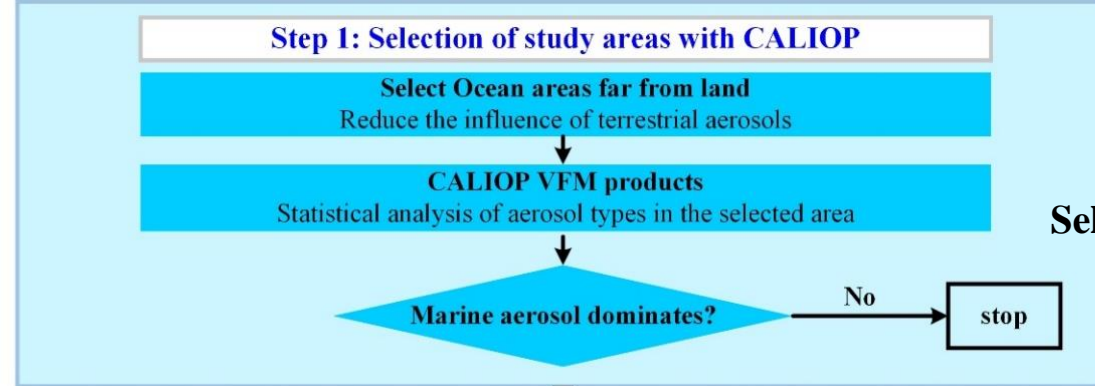 Step 1: Selection of study areas with CALIOP
Select Ocean areas far from land
Reduce the influence of terrestrial aerosols
CALIOP VFM products
Statistical analysis of aerosol types in the selected area
Marine aerosol dominates?
No
stop